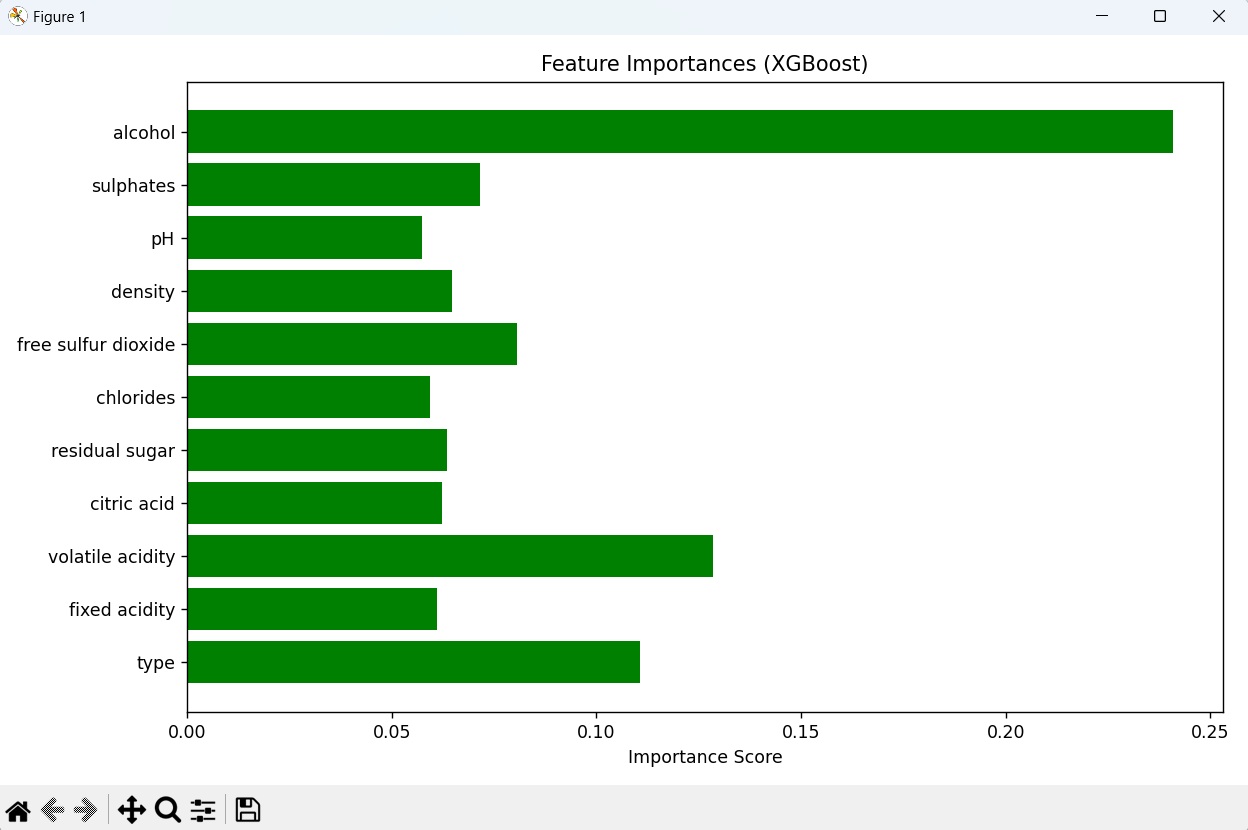 Figure 1
Feature Importances (XGBoost)
alcohol
sulphates
pH
density
free sulfur dioxide
chlorides
residual sugar
citric acid
volatile acidity
fixed acidity
type
0.00 0.05 0.10 0.15 0.20 0.25
Importance Score